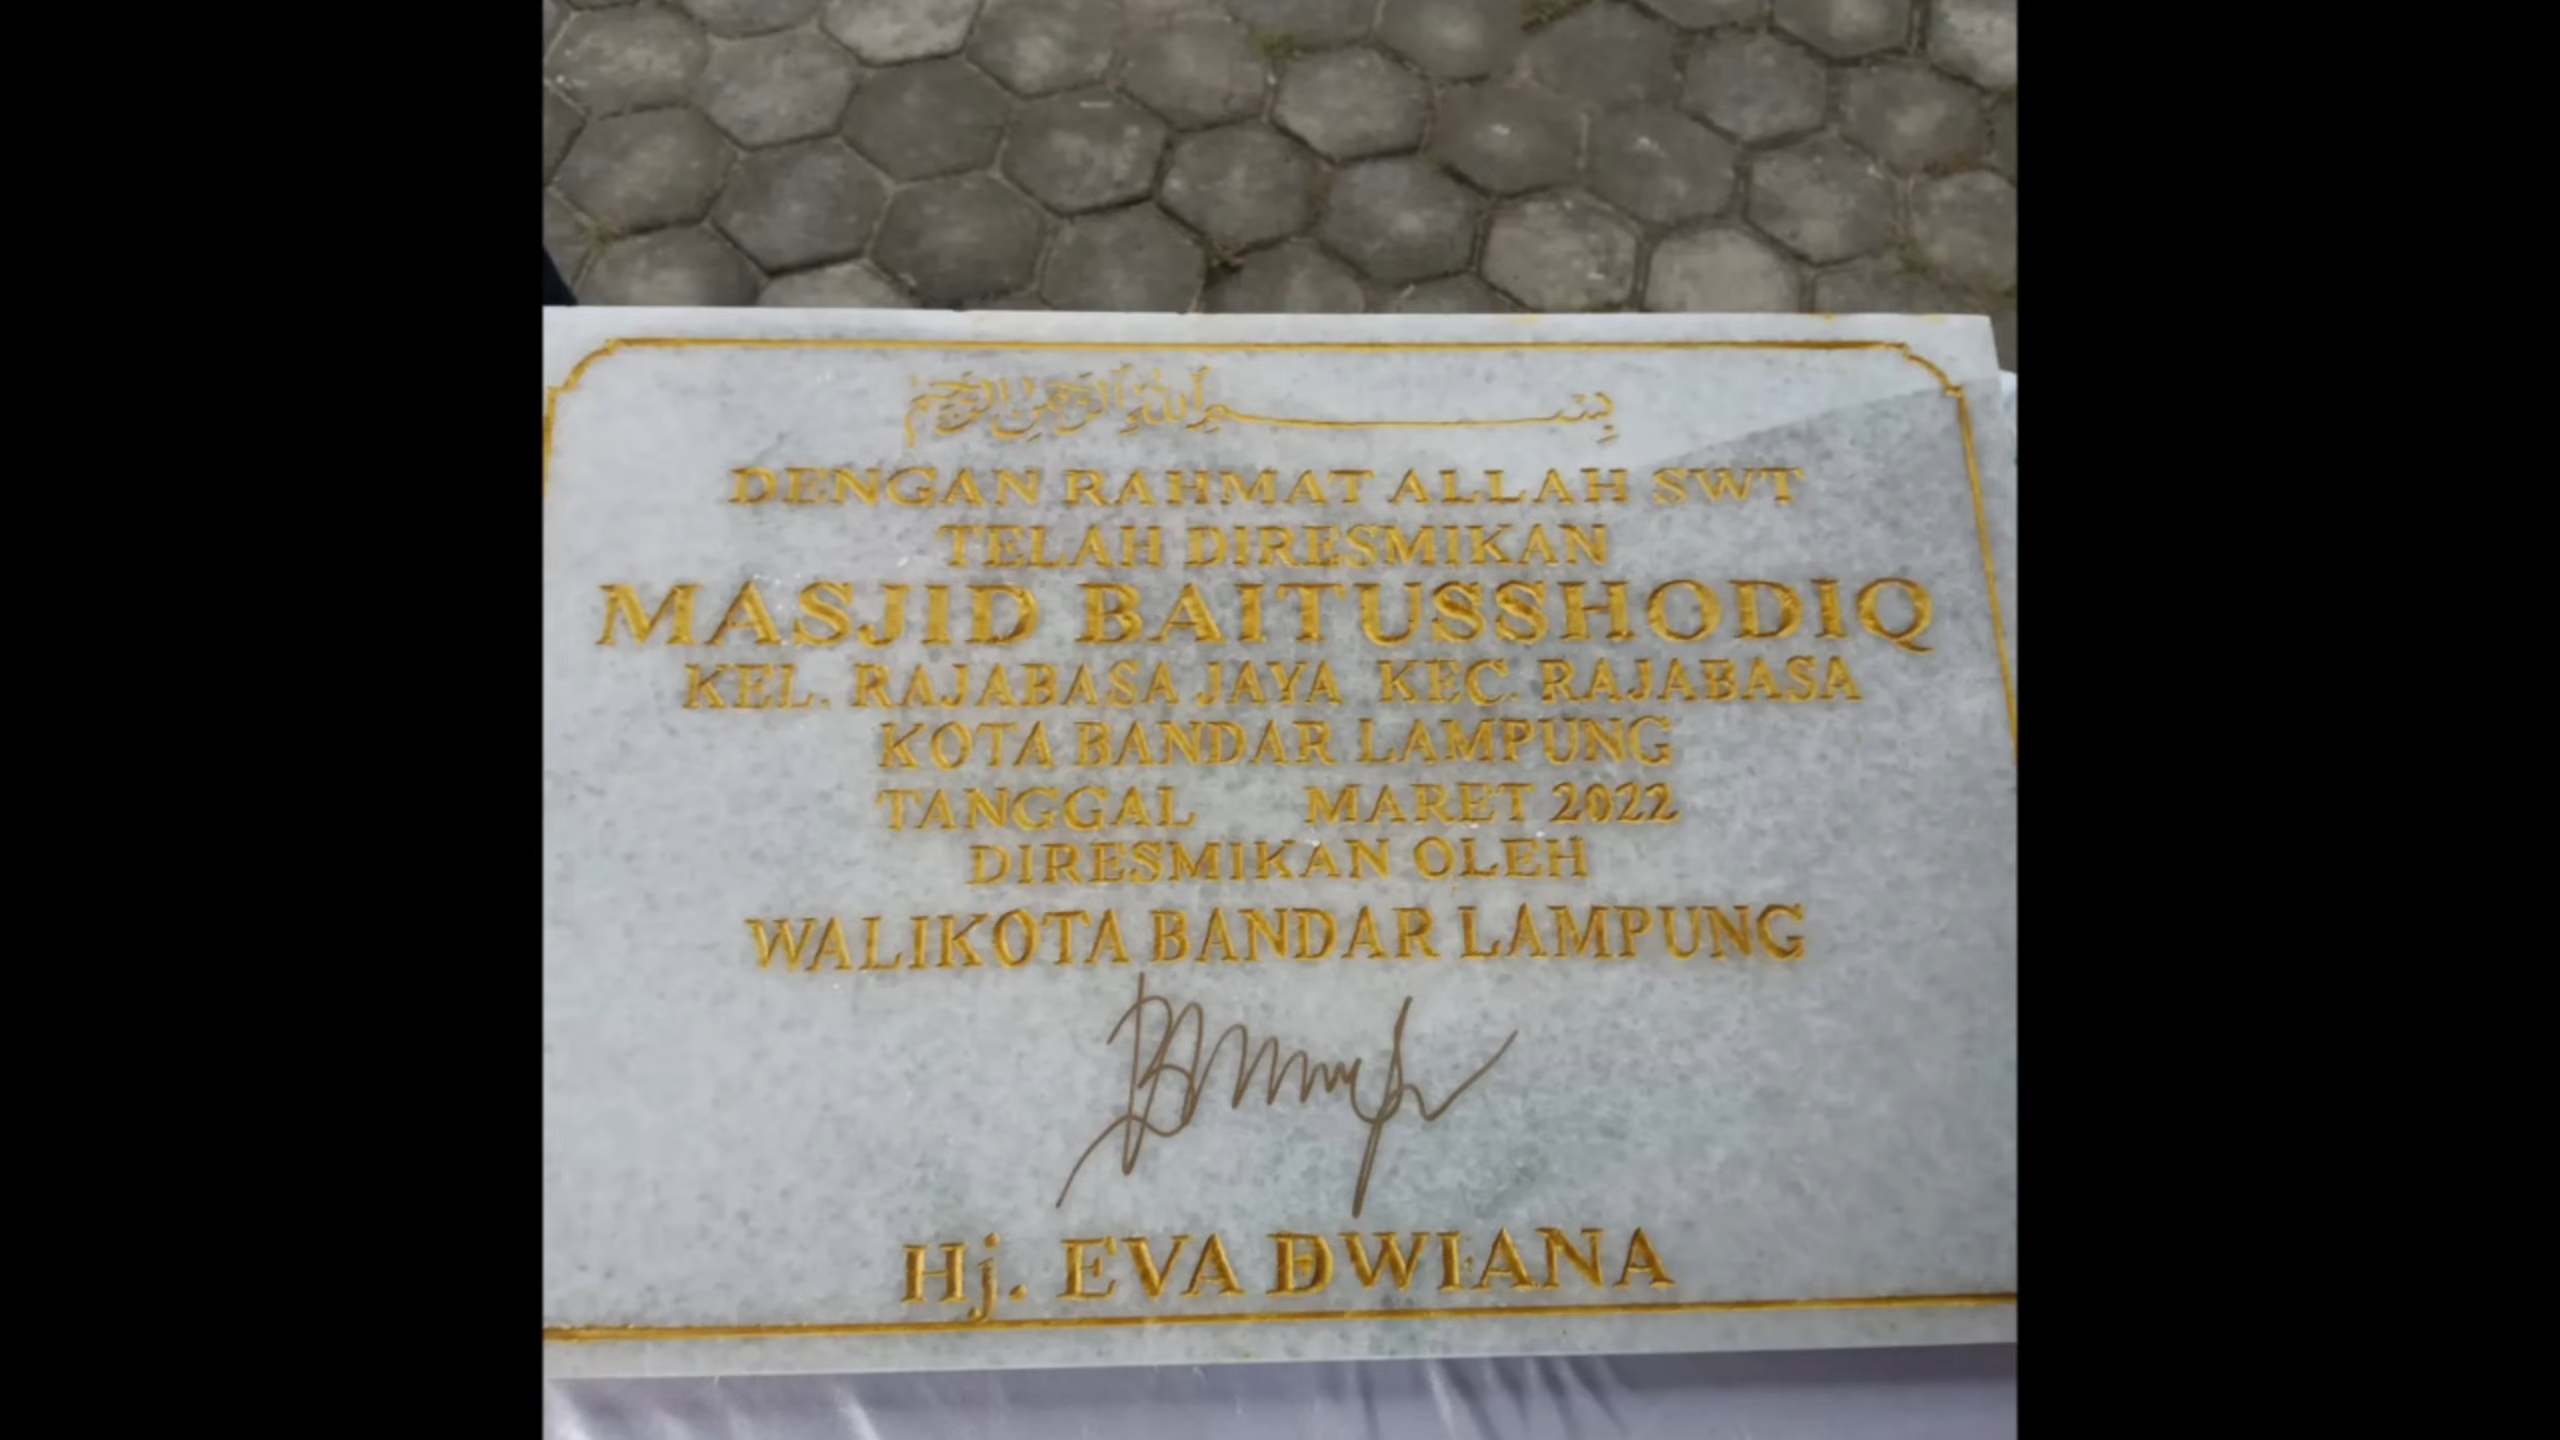 بسم الله الرحمن الرحيم
DENGAN RAHMAT ALLAH SWT
TELAH DIRESMIKAN
MASJID BAITUSSHODIQ
KEL. RAJABASA JAYA KEC. RAJABASA
KOTA BANDAR LAMPUNG
TANGGAL MARET 2022
DIRESMIKAN OLEH
WALIKOTA BANDAR LAMPUNG
Hj. EVA DWIANA